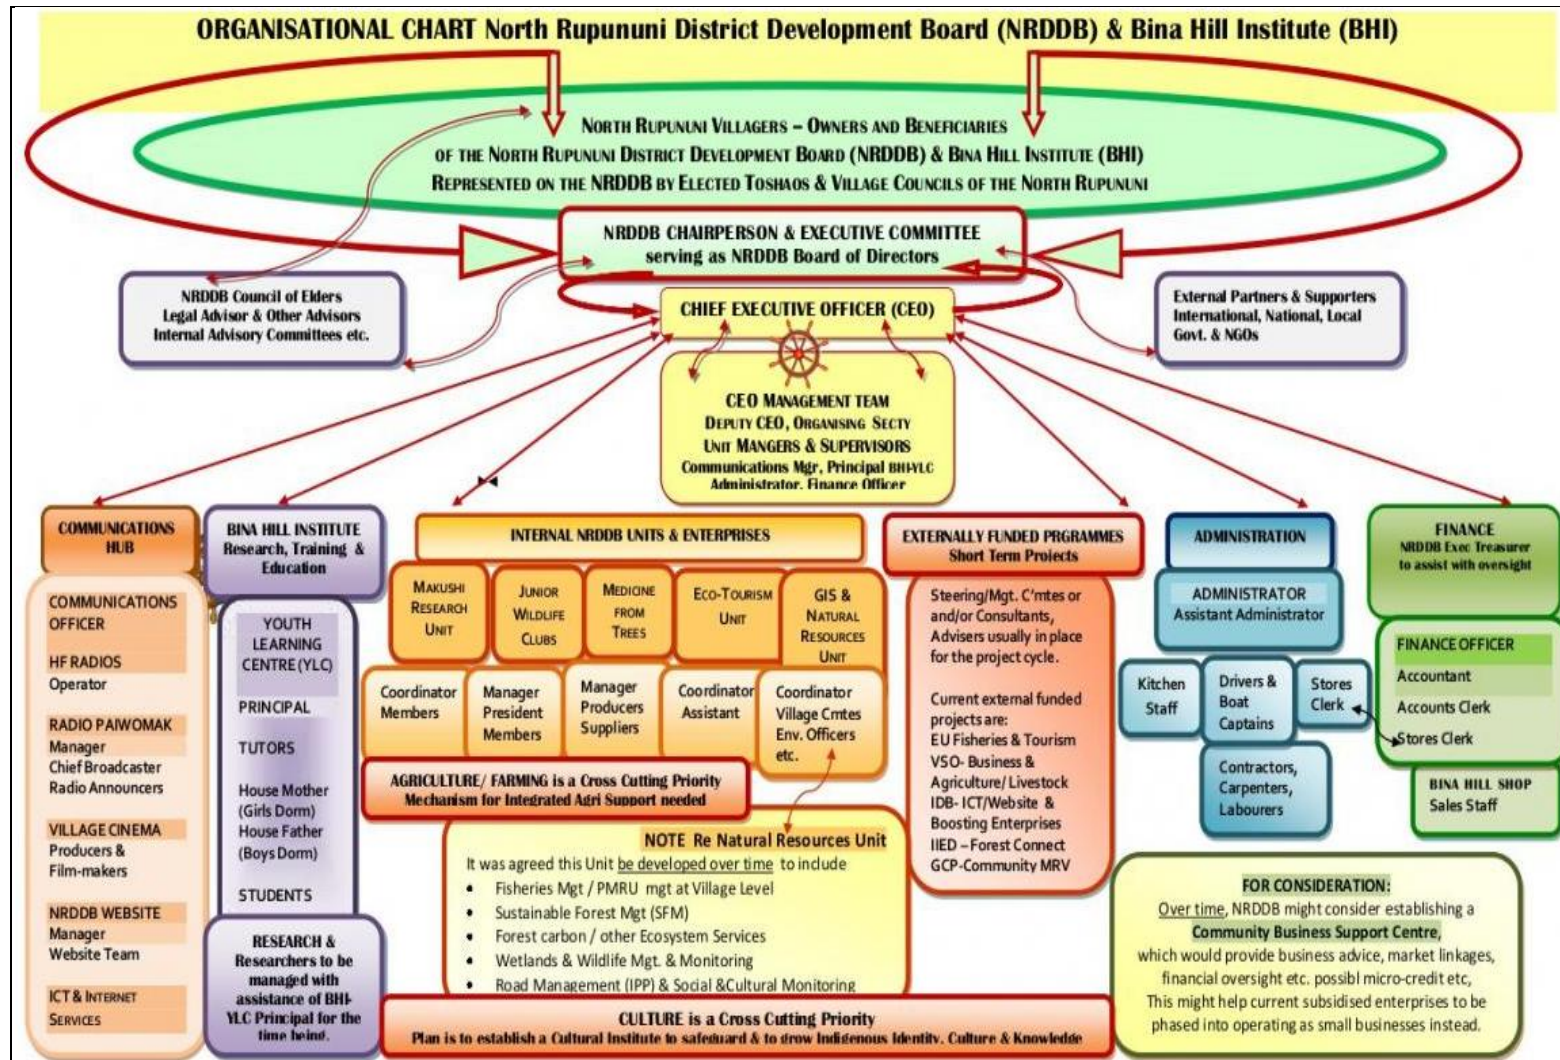 ORGANISATIONAL CHART North Rupununi District Development Board (NRDDB) & Bina Hill Institute (BHI)
NORTH RUPUNUNI VILLAGERS – OWNERS AND BENEFICIARIES
OF THE NORTH RUPUNUNI DISTRICT DEVELOPMENT BOARD (NRDDB) & BINA HILL INSTITUTE (BHI)
REPRESENTED ON THE NRDDB BY ELECTED TOSHAOS & VILLAGE COUNCILS OF THE NORTH RUPUNUNI
NRDDB CHAIRPERSON & EXECUTIVE COMMITTEE
serving as NRDDB Board of Directors
NRDDB Council of Elders
Legal Advisor & Other Advisors
Internal Advisory Committees etc.
External Partners & Supporters
International, National, Local
Govt. & NGOs
CHIEF EXECUTIVE OFFICER (CEO)
CEO MANAGEMENT TEAM
DEPUTY CEO, ORGANISING SECTY
UNIT MANGERS & SUPERVISORS
Communications Mgr, Principal BHI-YLC
Administrator, Finance Officer
COMMUNICATIONS
HUB
COMMUNICATIONS
OFFICER
HF RADIOS
Operator
RADIO PAIWOMAK
Manager
Chief Broadcaster
Radio Announcers
VILLAGE CINEMA
Producers &
Film-makers
NRDDB WEBSITE
Manager
Website Team
ICT & INTERNET
SERVICES
BINA HILL INSTITUTE
Research, Training &
Education
YOUTH
LEARNING
CENTRE (YLC)
PRINCIPAL
TUTORS
House Mother
(Girls Dorm)
House Father
(Boys Dorm)
STUDENTS
RESEARCH &
Researchers to be
managed with
assistance of BHI-
YLC Principal for the
time being.
INTERNAL NRDDB UNITS & ENTERPRISES
MAKUSHI
RESEARCH
UNIT
JUNIOR
WILDLIFE
CLUBS
MEDICINE
FROM
TREES
ECO-TOURISM
UNIT
GIS &
NATURAL
RESOURCES
UNIT
Coordinator
Members
Manager
President
Members
Manager
Producers
Suppliers
Coordinator
Assistant
Coordinator
Village Cmtes
Env. Officers
etc.
AGRICULTURE/ FARMING is a Cross Cutting Priority
Mechanism for Integrated Agri Support needed
NOTE Re Natural Resources Unit
It was agreed this Unit be developed over time to include
• Fisheries Mgt / PMRU mgt at Village Level
• Sustainable Forest Mgt (SFM)
• Forest carbon / other Ecosystem Services
• Wetlands & Wildlife Mgt. & Monitoring
• Road Management (IPP) & Social &Cultural Monitoring
CULTURE is a Cross Cutting Priority
Plan is to establish a Cultural Institute to safeguard & to grow Indigenous Identity, Culture & Knowledge
EXTERNALLY FUNDED PRGRAMMES
Short Term Projects
Steering/Mgt. C'mtes or
and/or Consultants,
Advisers usually in place
for the project cycle.
Current external funded
projects are:
EU Fisheries & Tourism
VSO- Business &
Agriculture/ Livestock
IDB- ICT/Website &
Boosting Enterprises
IIED – Forest Connect
GCP-Community MRV
ADMINISTRATION
ADMINISTRATOR
Assistant Administrator
Kitchen
Staff
Drivers &
Boat
Captains
Stores
Clerk
Contractors,
Carpenters,
Labourers
FINANCE
NRDDB Exec Treasurer
to assist with oversight
FINANCE OFFICER
Accountant
Accounts Clerk
Stores Clerk
BINA HILL SHOP
Sales Staff
FOR CONSIDERATION:
Over time, NRDDB might consider establishing a
Community Business Support Centre,
which would provide business advice, market linkages,
financial oversight etc. possibl micro-credit etc,
This might help current subsidised enterprises to be
phased into operating as small businesses instead.